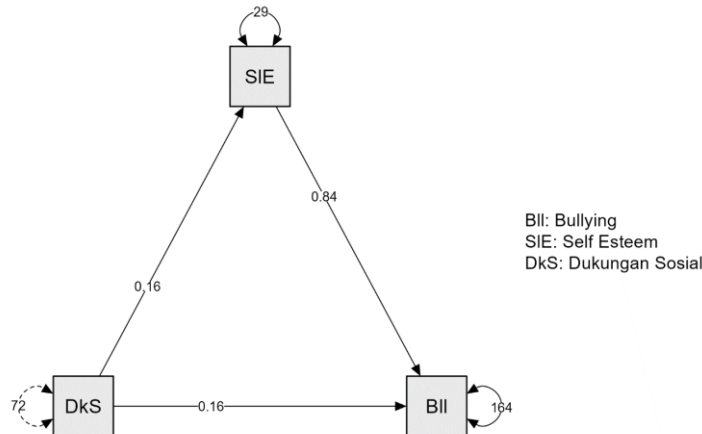 29
SlE
0.84
Bll: Bullying
SlE: Self Esteem
DkS: Dukungan Sosial
0.16
72
DkS
0.16
Bll
164